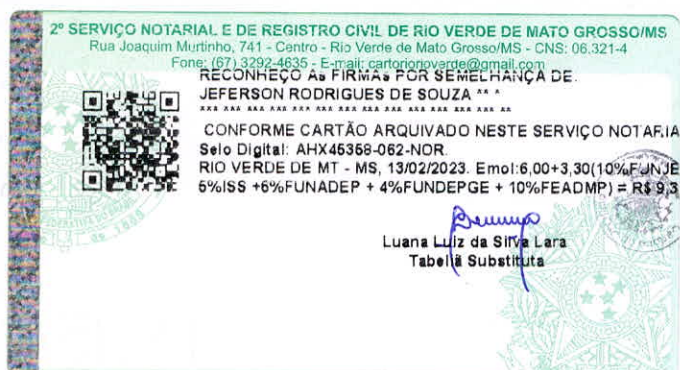 2º SERVIÇO NOTARIAL E DE REGISTRO CIVIL DE RIO VERDE DE MATO GROSSO/MS
Rua Joaquim Murtinho, 741 - Centro - Rio Verde de Mato Grosso/MS - CNS: 06.321-4
Fone: (67) 3292-4635 - E-mail: cartoriorioverde@gmail.com
RECONHEÇO AS FIRMAS POR SEMELHANÇA DE:
JEFERSON RODRIGUES DE SOUZA ** *
*** *** *** *** *** *** *** *** *** *** *** *** *** *** *** *** **
CONFORME CARTÃO ARQUIVADO NESTE SERVIÇO NOTARIA
Selo Digital: AHX45358-062-NOR.
RIO VERDE DE MT - MS, 13/02/2023. Emol:6,00+3,30(10%FUNJE
5%ISS +6%FUNADEP + 4%FUNDEPGE + 10%FEADMP) = R$ 9,3
Luana Luiz da Silva Lara
Tabeliã Substituta